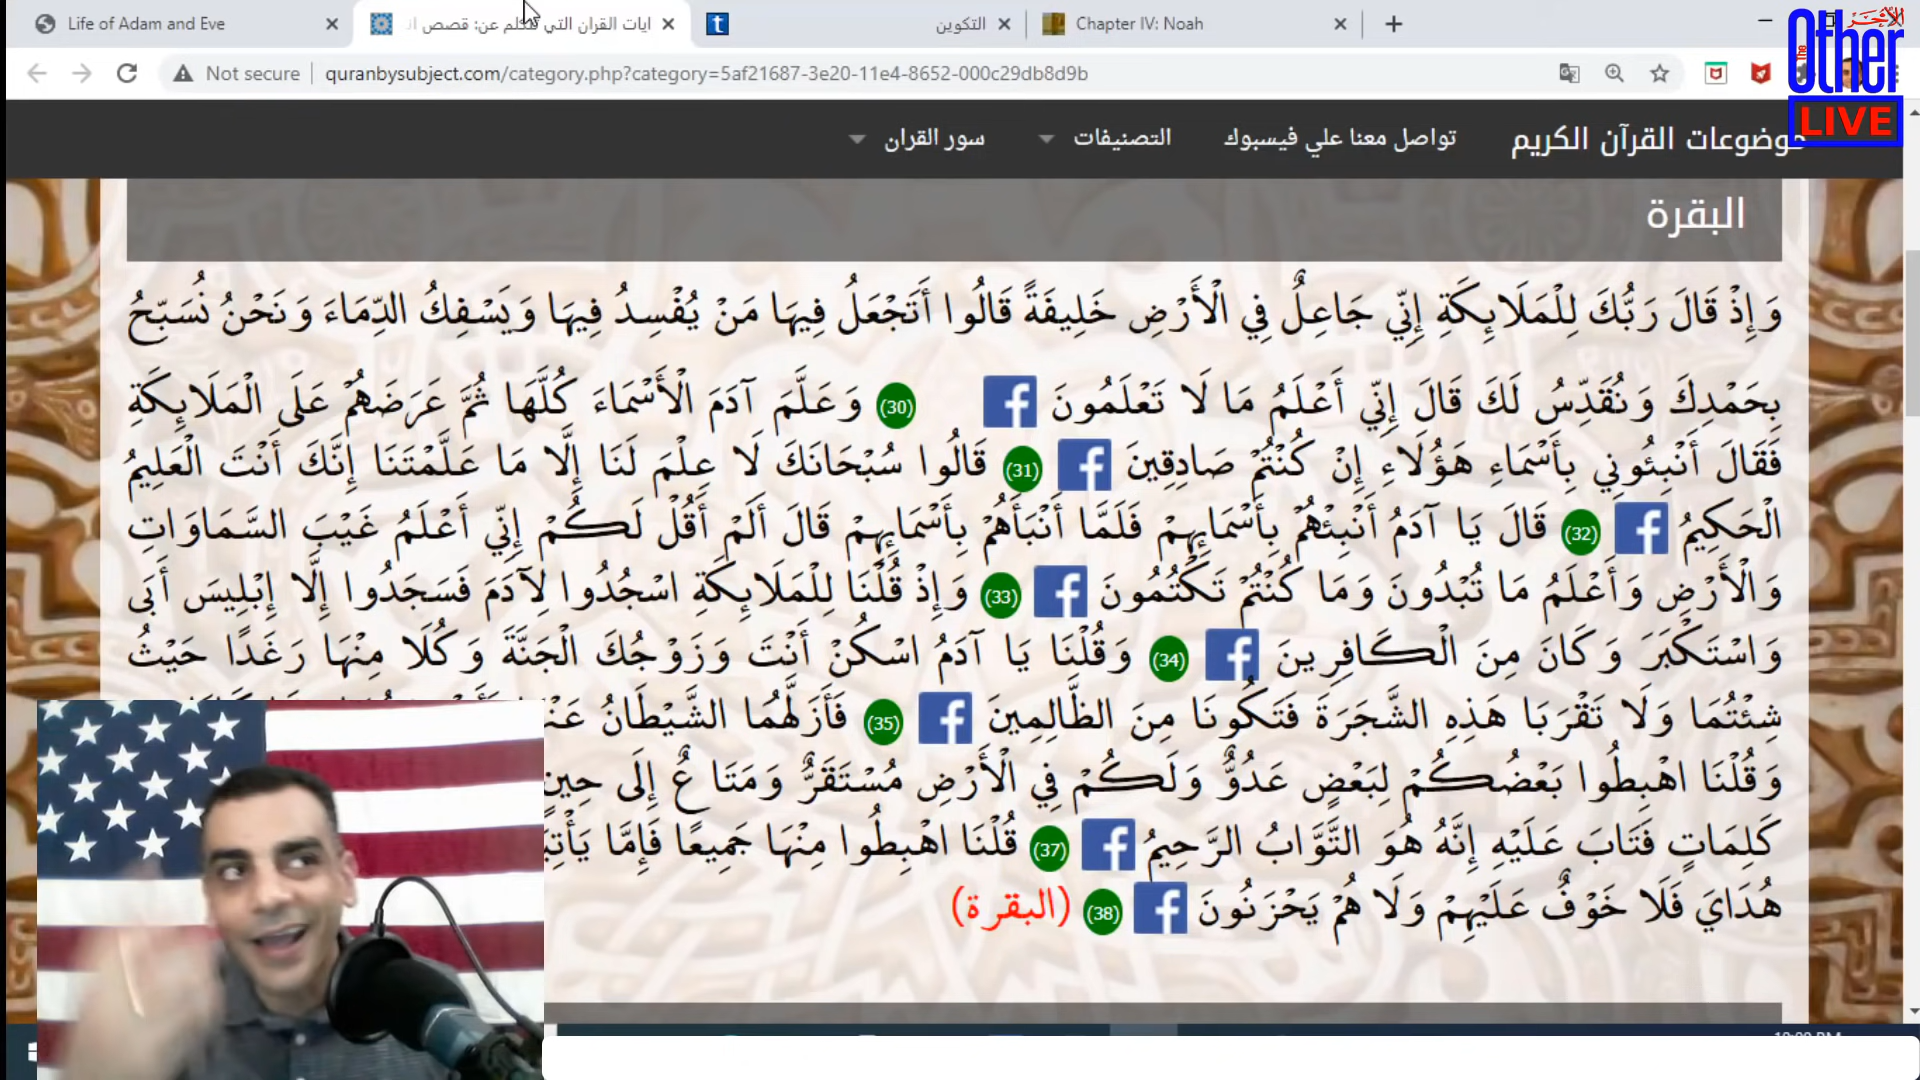 Life of Adam and Eve
ايات القران التي تتكلم عن: قصص ا
التكوين
Chapter IV: Noah
Not secure
quranbysubject.com/category.php?category=5af21687-3e20-11e4-8652-000c29db8d9b
الآخر
the Other
LIVE
موضوعات القرآن الكريم
تواصل معنا علي فيسبوك
التصنيفات
سور القران
البقرة
وَإِذْ قَالَ رَبُّكَ لِلْمَلَائِكَةِ إِنِّي جَاعِلٌ فِي الْأَرْضِ خَلِيفَةً قَالُوا أَتَجْعَلُ فِيهَا مَنْ يُفْسِدُ فِيهَا وَيَسْفِكُ الدِّمَاءَ وَنَحْنُ نُسَبِّحُ
بِحَمْدِكَ وَنُقَدِّسُ لَكَ قَالَ إِنِّي أَعْلَمُ مَا لَا تَعْلَمُونَ (30) وَعَلَّمَ آدَمَ الْأَسْمَاءَ كُلَّهَا ثُمَّ عَرَضَهُمْ عَلَى الْمَلَائِكَةِ
فَقَالَ أَنْبِئُونِي بِأَسْمَاءِ هَؤُلَاءِ إِنْ كُنْتُمْ صَادِقِينَ (31) قَالُوا سُبْحَانَكَ لَا عِلْمَ لَنَا إِلَّا مَا عَلَّمْتَنَا إِنَّكَ أَنْتَ الْعَلِيمُ
الْحَكِيمُ (32) قَالَ يَا آدَمُ أَنْبِئْهُمْ بِأَسْمَائِهِمْ فَلَمَّا أَنْبَأَهُمْ بِأَسْمَائِهِمْ قَالَ أَلَمْ أَقُلْ لَكُمْ إِنِّي أَعْلَمُ غَيْبَ السَّمَاوَاتِ
وَالْأَرْضِ وَأَعْلَمُ مَا تُبْدُونَ وَمَا كُنْتُمْ تَكْتُمُونَ (33) وَإِذْ قُلْنَا لِلْمَلَائِكَةِ اسْجُدُوا لِآدَمَ فَسَجَدُوا إِلَّا إِبْلِيسَ أَبَى
وَاسْتَكْبَرَ وَكَانَ مِنَ الْكَافِرِينَ (34) وَقُلْنَا يَا آدَمُ اسْكُنْ أَنْتَ وَزَوْجُكَ الْجَنَّةَ وَكُلَا مِنْهَا رَغَدًا حَيْثُ
شِئْتُمَا وَلَا تَقْرَبَا هَذِهِ الشَّجَرَةَ فَتَكُونَا مِنَ الظَّالِمِينَ (35) فَأَزَلَّهُمَا الشَّيْطَانُ
وَقُلْنَا اهْبِطُوا بَعْضُكُمْ لِبَعْضٍ عَدُوٌّ وَلَكُمْ فِي الْأَرْضِ مُسْتَقَرٌّ وَمَتَاعٌ إِلَى حِينٍ
كَلِمَاتٍ فَتَابَ عَلَيْهِ إِنَّهُ هُوَ التَّوَّابُ الرَّحِيمُ (37) قُلْنَا اهْبِطُوا مِنْهَا جَمِيعًا فَإِمَّا
هُدَايَ فَلَا خَوْفٌ عَلَيْهِمْ وَلَا هُمْ يَحْزَنُونَ (38) (البقرة)